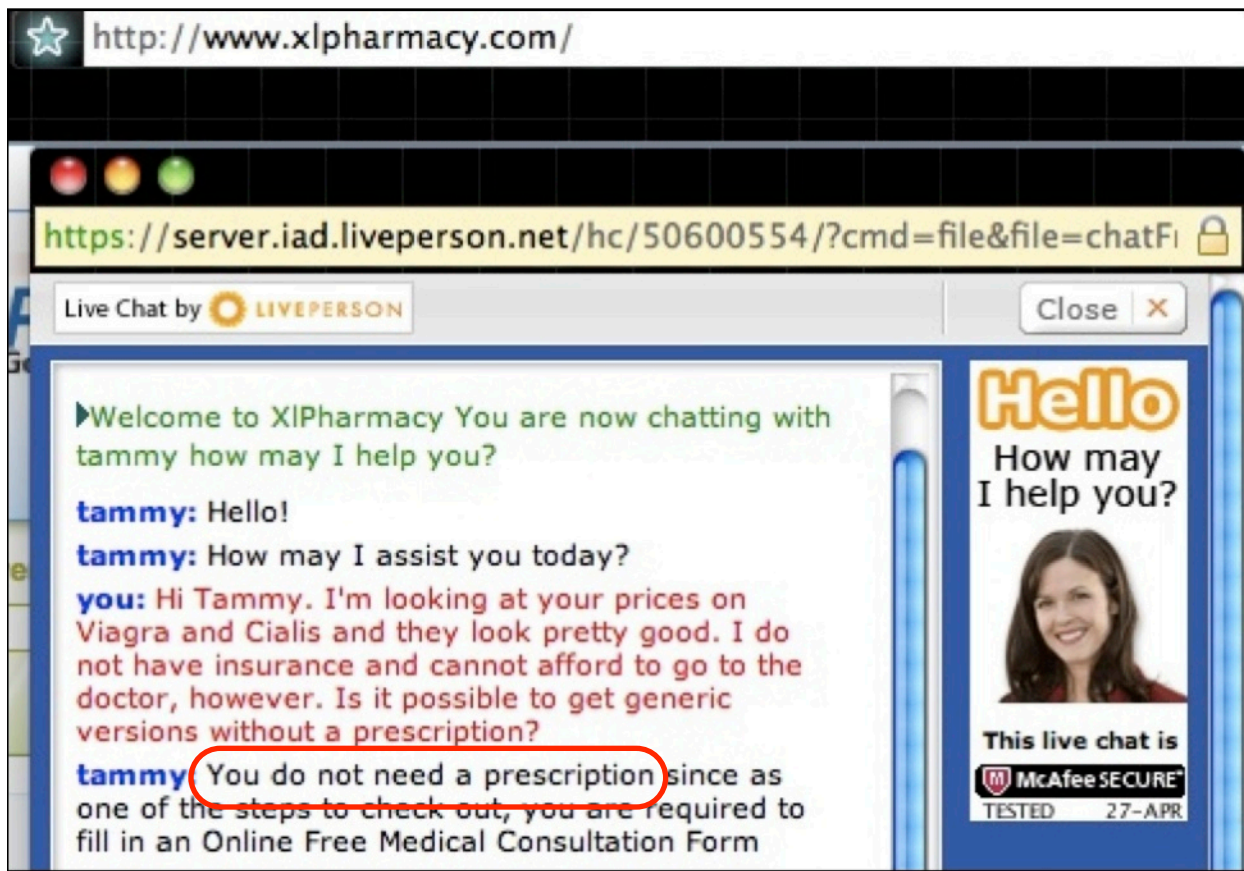 http://www.xlpharmacy.com/
https://server.iad.liveperson.net/hc/50600554/?cmd=file&file=chatFr
Live Chat by LIVEPERSON
Close ×
▶Welcome to XlPharmacy You are now chatting with
tammy how may I help you?
tammy: Hello!
tammy: How may I assist you today?
you: Hi Tammy. I'm looking at your prices on
Viagra and Cialis and they look pretty good. I do
not have insurance and cannot afford to go to the
doctor, however. Is it possible to get generic
versions without a prescription?
tammy: You do not need a prescription since as
one of the steps to check out, you are required to
fill in an Online Free Medical Consultation Form
Hello
How may
I help you?
This live chat is
McAfee SECURE
TESTED 27-APR